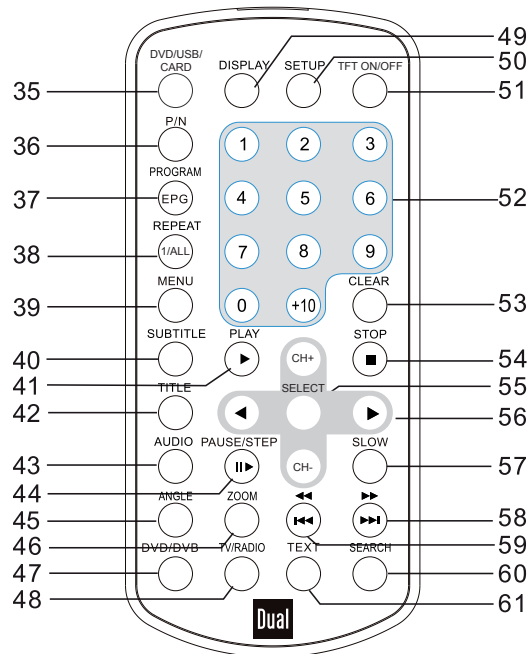 DVD/USB/
CARD
DISPLAY
SETUP
TFT ON/OFF
49
50
51
35
P/N
36
1
2
3
PROGRAM
EPG
37
4
5
6
52
REPEAT
1/ALL
38
7
8
9
MENU
39
0
+10
CLEAR
53
SUBTITLE
40
PLAY
41
CH+
STOP
54
TITLE
42
SELECT
55
56
AUDIO
43
PAUSE/STEP
44
CH-
SLOW
57
ANGLE
45
ZOOM
46
58
59
DVD/DVB
47
TV/RADIO
48
TEXT
61
SEARCH
60
Dual